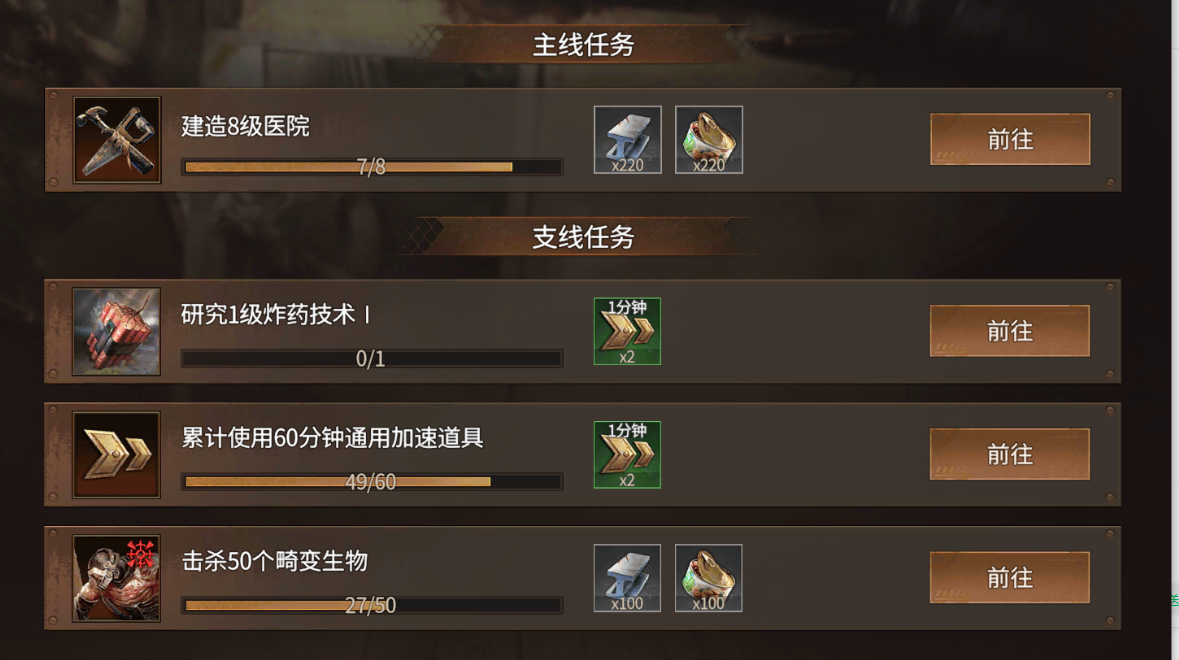 主线任务
建造8级医院
7/8
x220
x220
前往
支线任务
研究1级炸药技术 I
0/1
1分钟
x2
前往
累计使用60分钟通用加速道具
49/60
1分钟
x2
前往
击杀50个畸变生物
27/50
x100
x100
前往